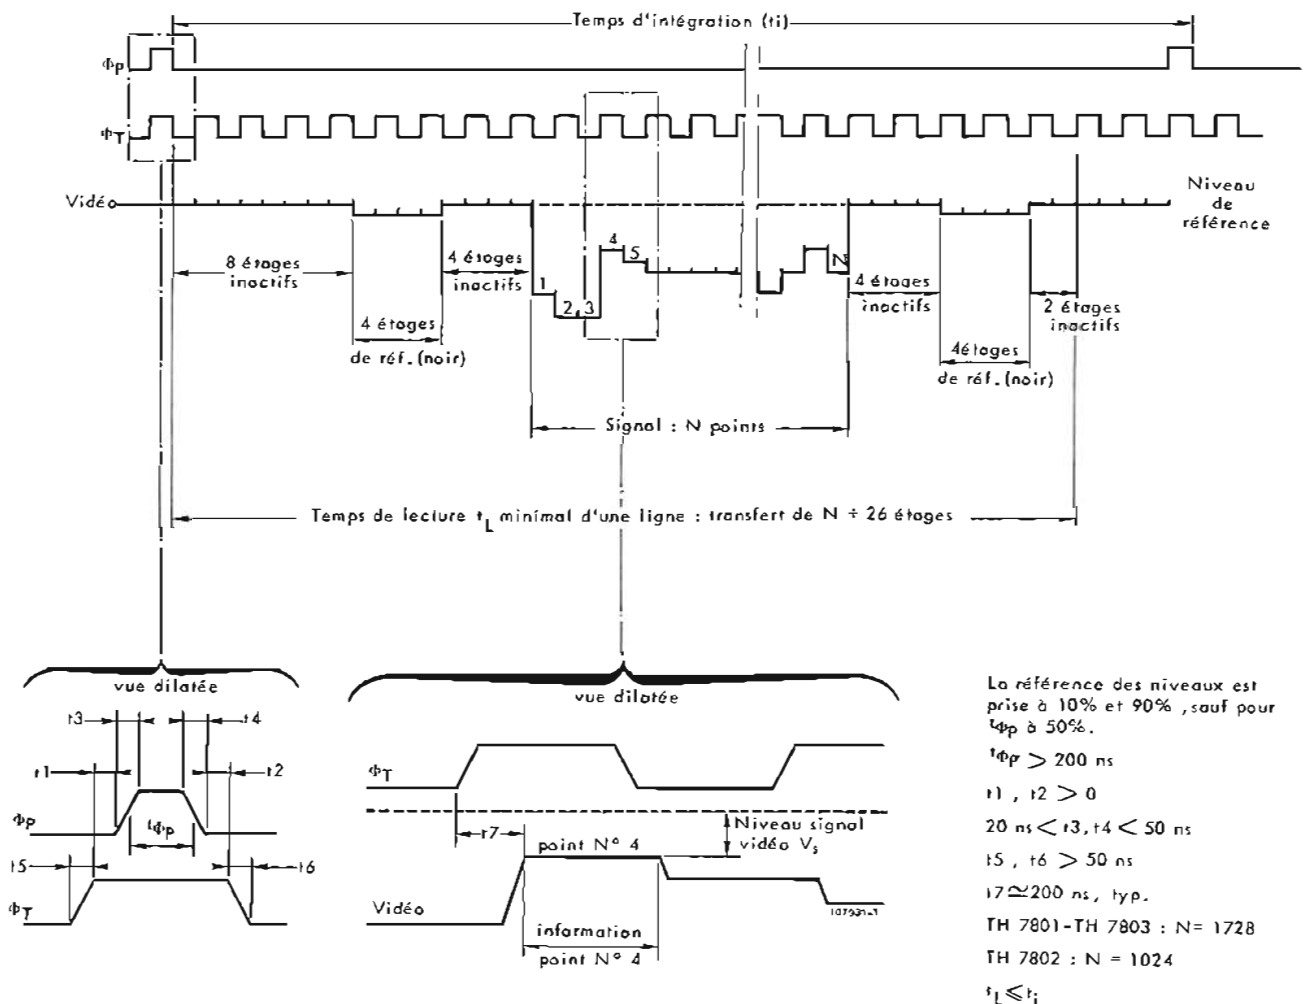 Temps d'intégration (ti)
Φp
ΦT
Vidéo
Niveau
de
référence
8 étages
inactifs
4 étages
inactifs
4 étages
de réf. (noir)
1
2
3
4
5
N
4 étages
inactifs
2 étages
inactifs
4 étages
de réf. (noir)
Signal : N points
Temps de lecture tL minimal d'une ligne : transfert de N + 26 étages
vue dilatée
t3
t4
t1
t2
Φp
tΦp
t5
t6
ΦT
vue dilatée
ΦT
t7
Niveau signal
vidéo Vs
point N° 4
Vidéo
information
point N° 4
La référence des niveaux est
prise à 10% et 90% , sauf pour
tΦp à 50%.
tΦp > 200 ns
t1 , t2 > 0
20 ns < t3, t4 < 50 ns
t5 , t6 > 50 ns
t7 ≃ 200 ns, typ.
TH 7801-TH 7803 : N= 1728
TH 7802 : N = 1024
tL ⩽ ti